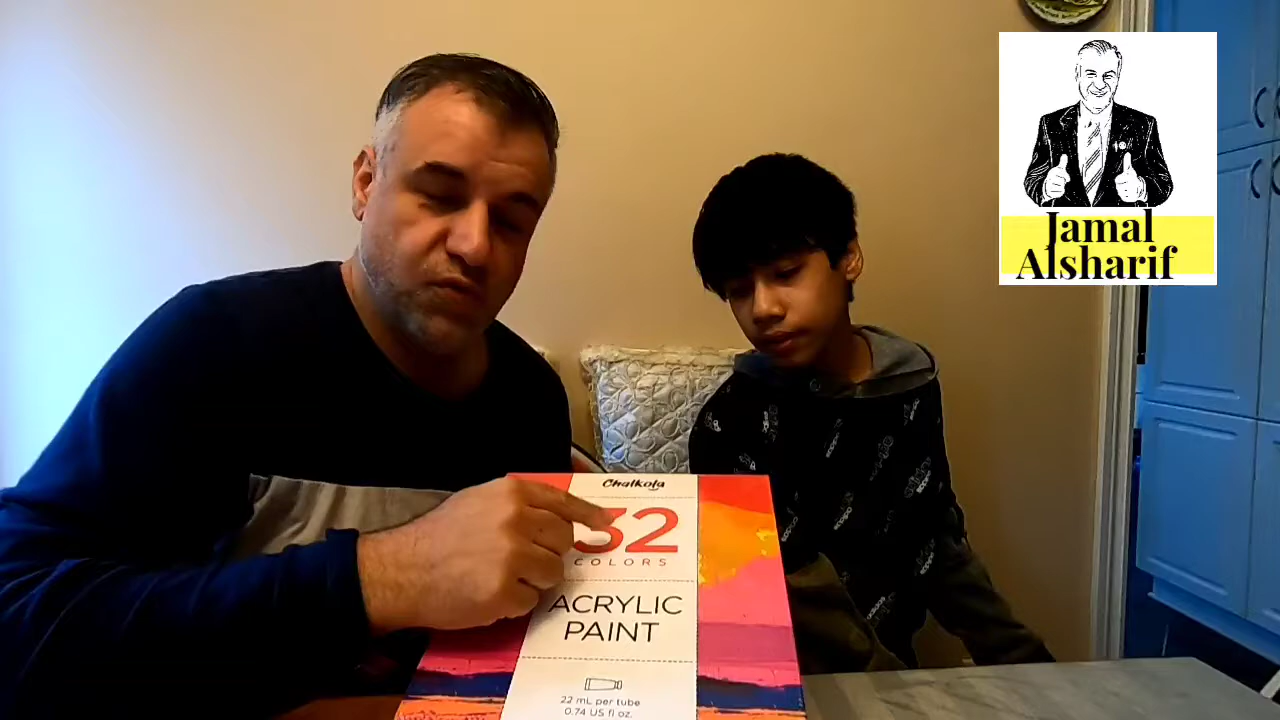 Jamal
Alsharif
Chalkola
32
COLORS
ACRYLIC
PAINT
22 mL per tube
0.74 US fl oz.